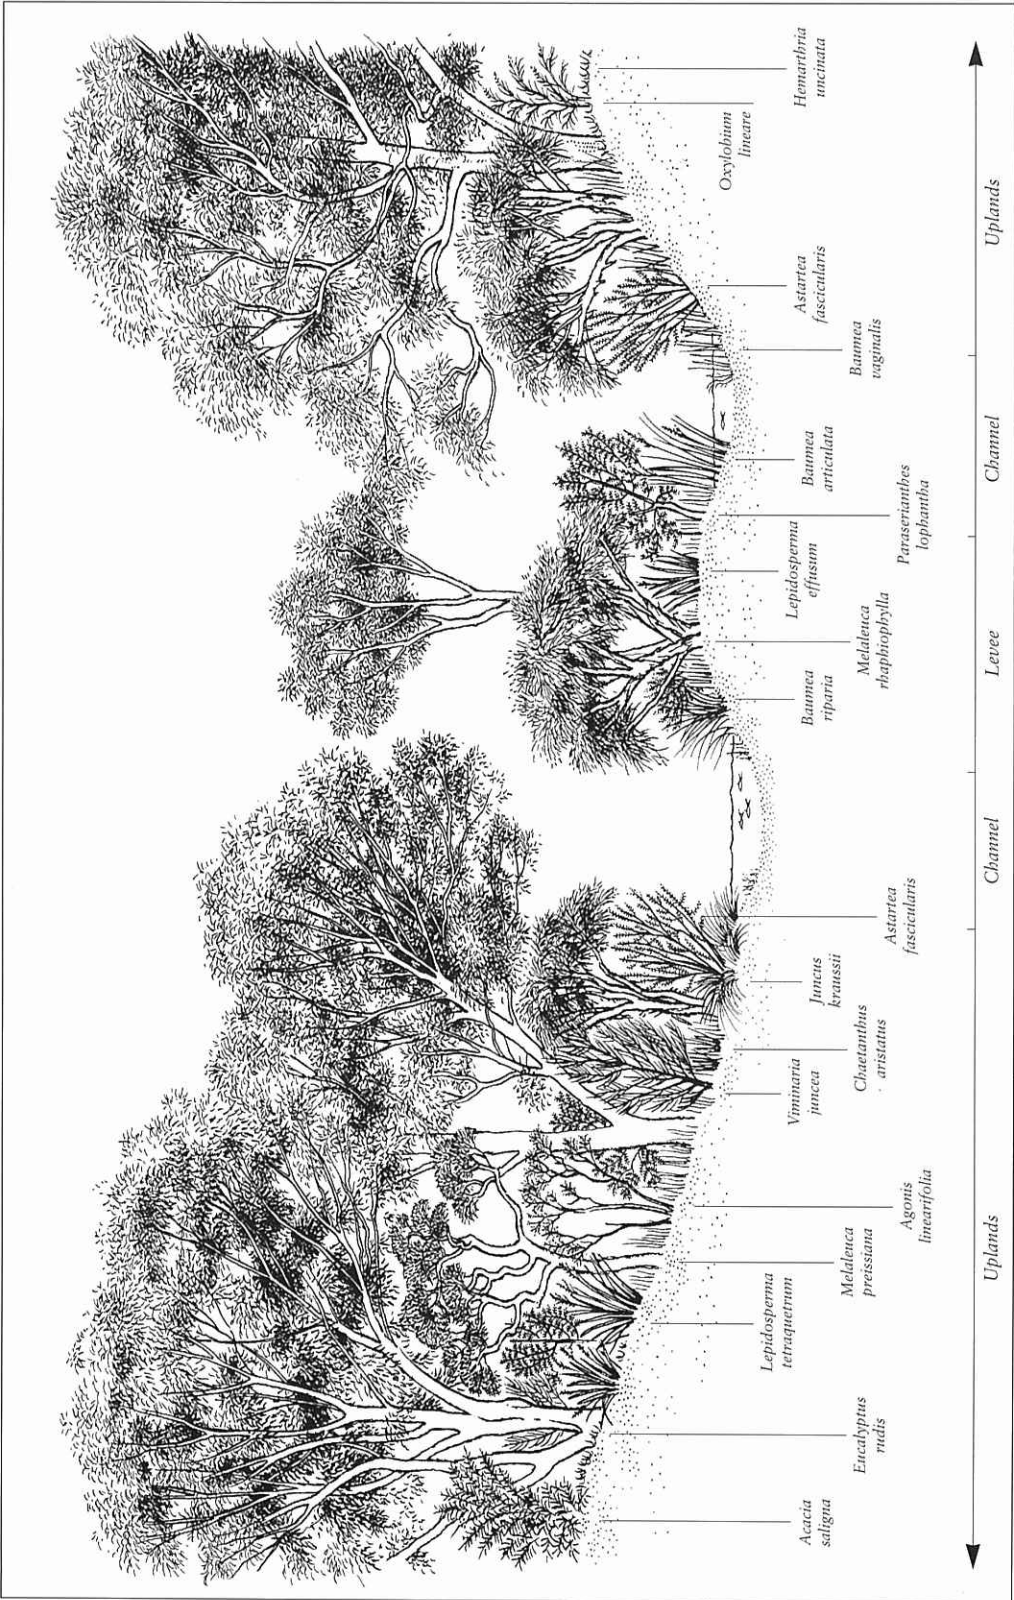 Acacia
saligna
Eucalyptus
rudis
Lepidosperma
tetraquetrum
Melaleuca
preissiana
Agonis
linearifolia
Viminaria
juncea
Chaetanthus
aristatus
Juncus
kraussii
Astartea
fascicularis
Baumea
riparia
Melaleuca
rhaphiophylla
Lepidosperma
effusum
Paraserianthes
lophantha
Baumea
articulata
Baumea
vaginalis
Astartea
fascicularis
Oxylobium
lineare
Hemarthria
uncinata
Uplands
Channel
Levee
Channel
Uplands